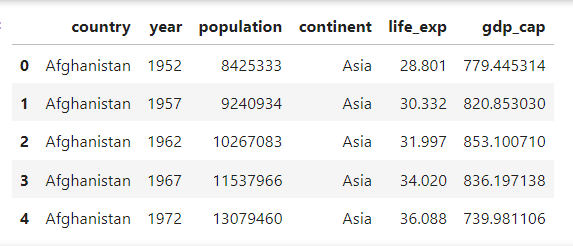 country year population continent life_exp gdp_cap
0 Afghanistan 1952 8425333 Asia 28.801 779.445314
1 Afghanistan 1957 9240934 Asia 30.332 820.853030
2 Afghanistan 1962 10267083 Asia 31.997 853.100710
3 Afghanistan 1967 11537966 Asia 34.020 836.197138
4 Afghanistan 1972 13079460 Asia 36.088 739.981106